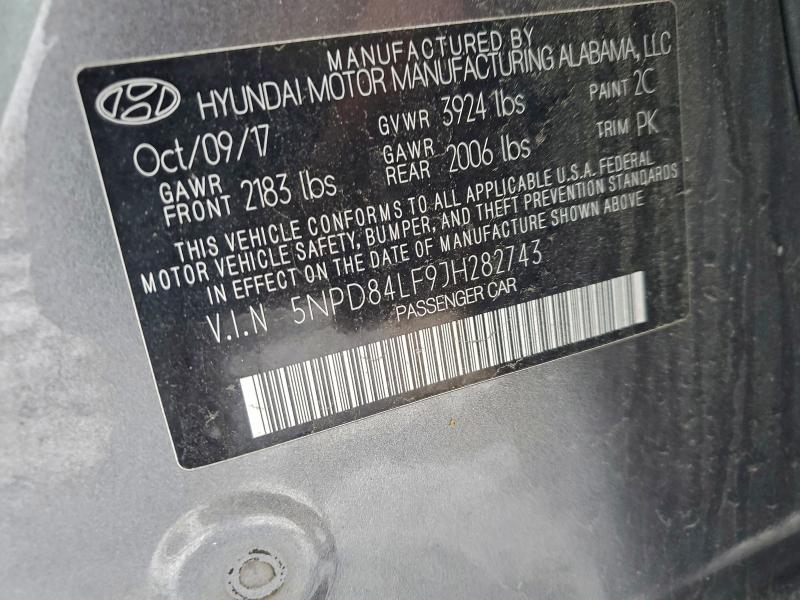 MANUFACTURED BY
HYUNDAI MOTOR MANUFACTURING ALABAMA, LLC
Oct/09/17 GVWR 3924 lbs PAINT 2C
GAWR FRONT 2183 lbs GAWR REAR 2006 lbs TRIM PK
THIS VEHICLE CONFORMS TO ALL APPLICABLE U.S.A. FEDERAL
MOTOR VEHICLE SAFETY, BUMPER, AND THEFT PREVENTION STANDARDS
IN EFFECT ON THE DATE OF MANUFACTURE SHOWN ABOVE
V.I.N 5NPD84LF9JH282743
PASSENGER CAR